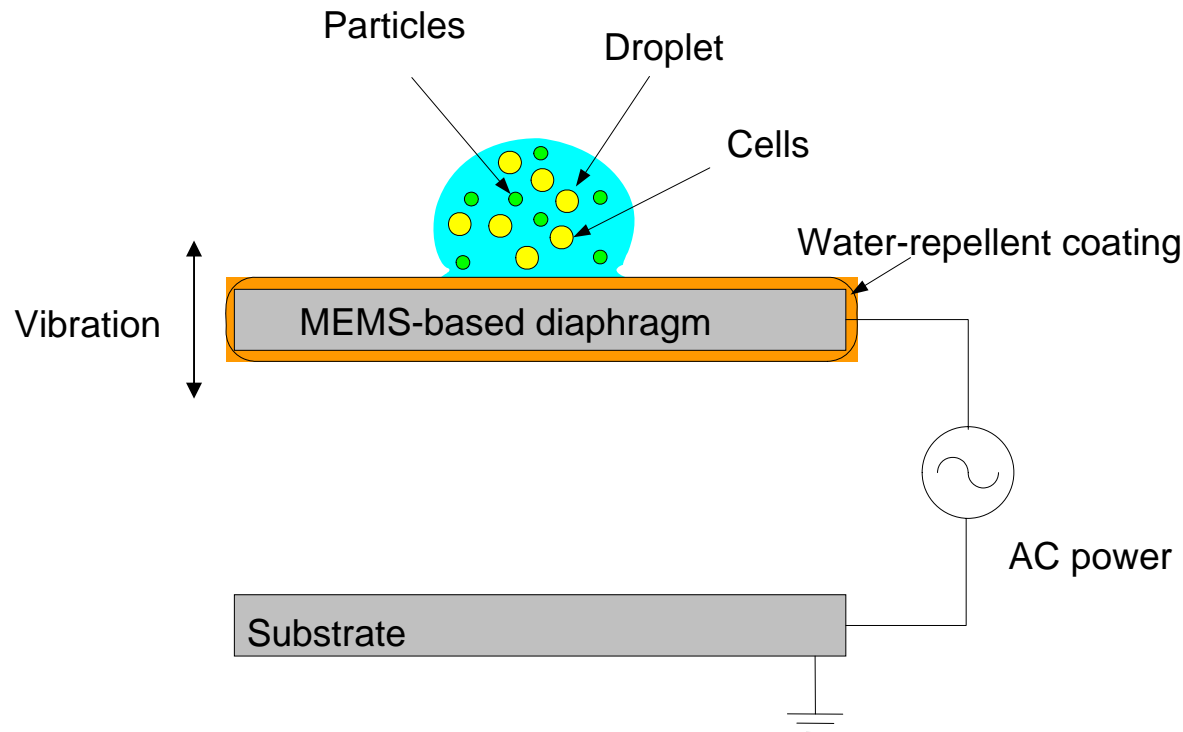 Particles
Droplet
Cells
Water-repellent coating
Vibration
MEMS-based diaphragm
AC power
Substrate